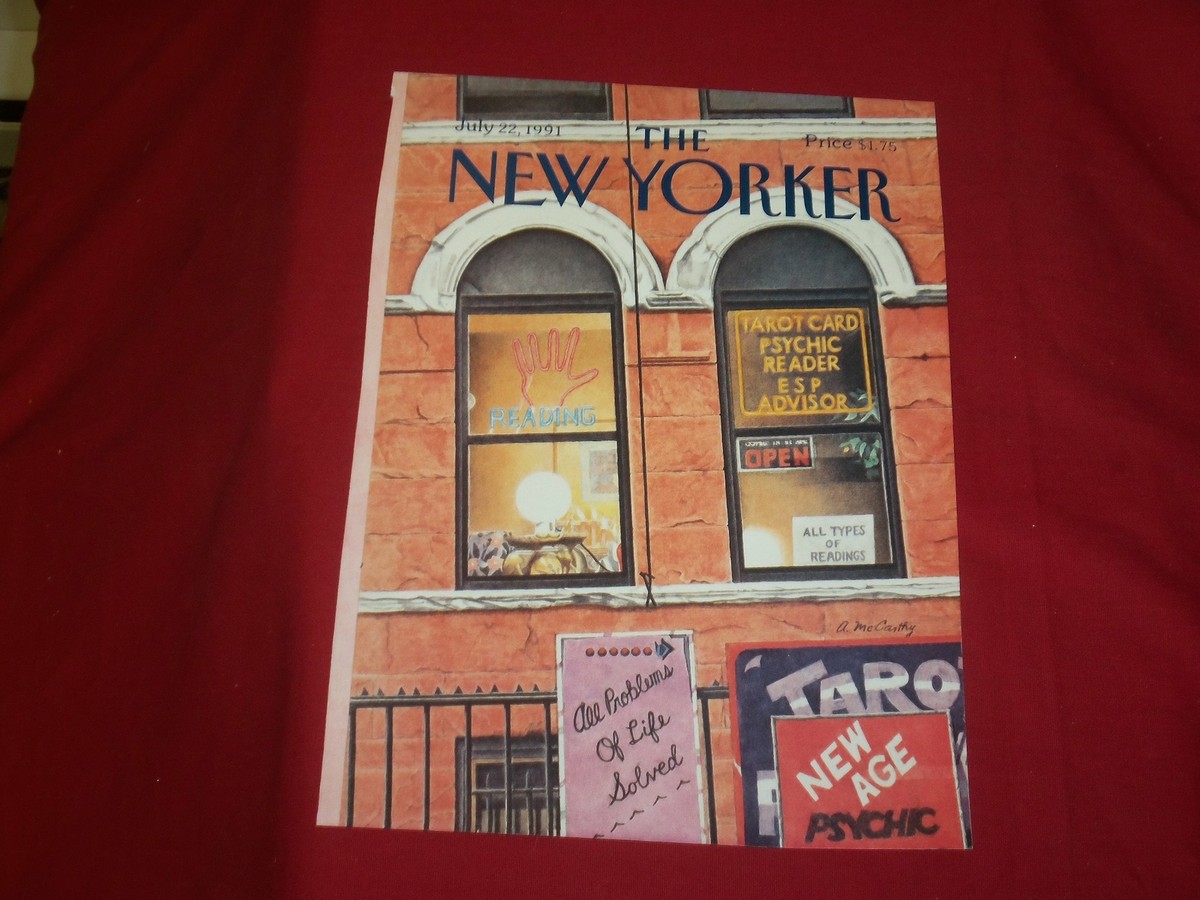 July 22, 1991
THE
Price $1.75
NEW YORKER
READING
TAROT CARD
PSYCHIC
READER
ESP
ADVISOR
OPEN
ALL TYPES
OF
READINGS
A. McCarthy
All Problems
Of Life
Solved
TARO
NEW
AGE
PSYCHIC